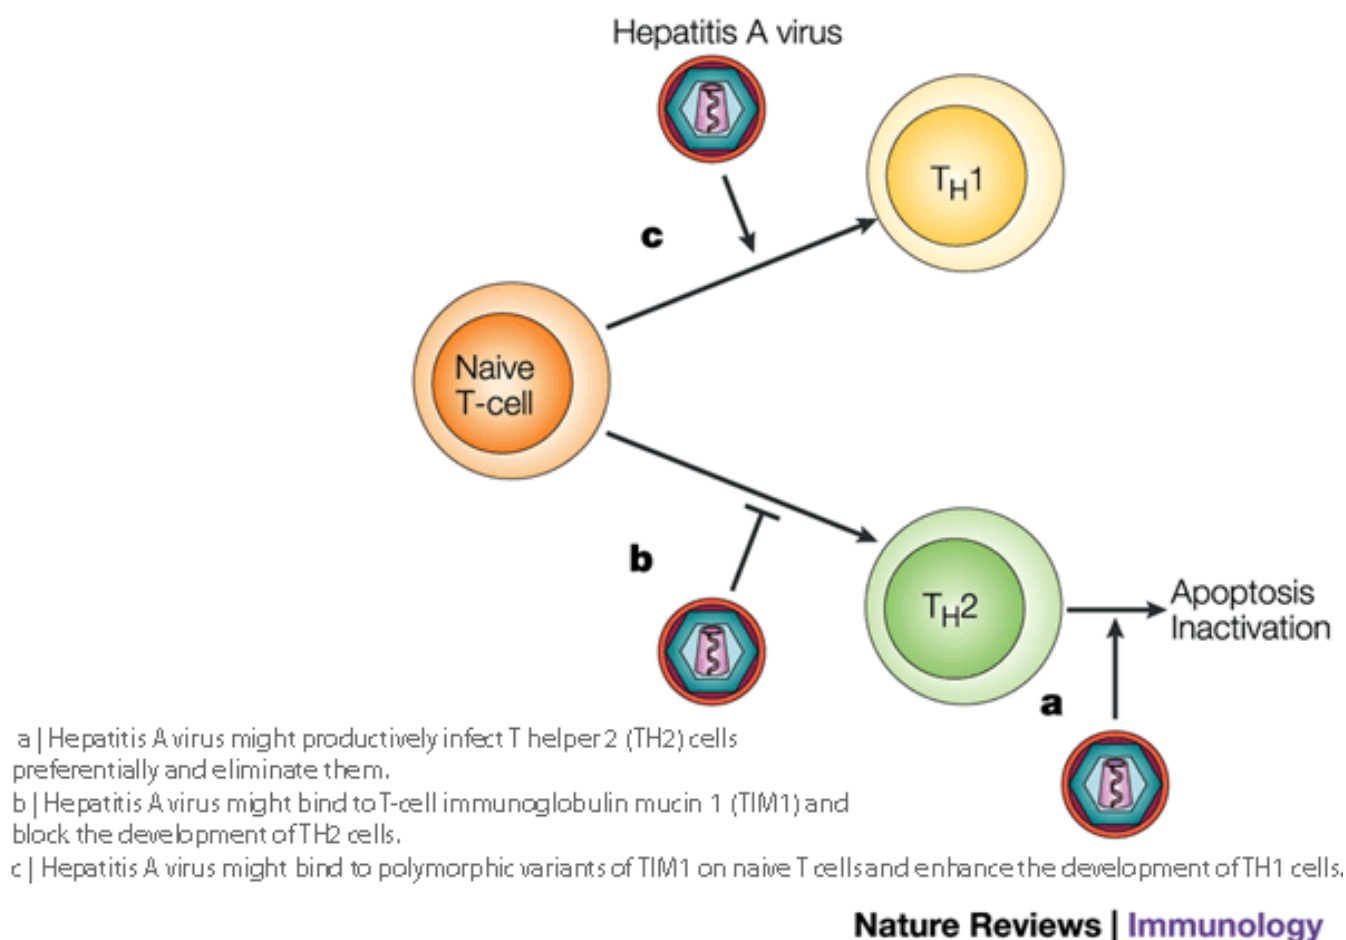 Hepatitis A virus
TH1
c
Naive
T-cell
b
TH2
Apoptosis
Inactivation
a
a | Hepatitis A virus might productively infect T helper 2 (TH2) cells
preferentially and eliminate them.
b | Hepatitis A virus might bind to T-cell immunoglobulin mucin 1 (TIM1) and
block the development of TH2 cells.
c | Hepatitis A virus might bind to polymorphic variants of TIM1 on naive T cells and enhance the development of TH1 cells.
Nature Reviews | Immunology